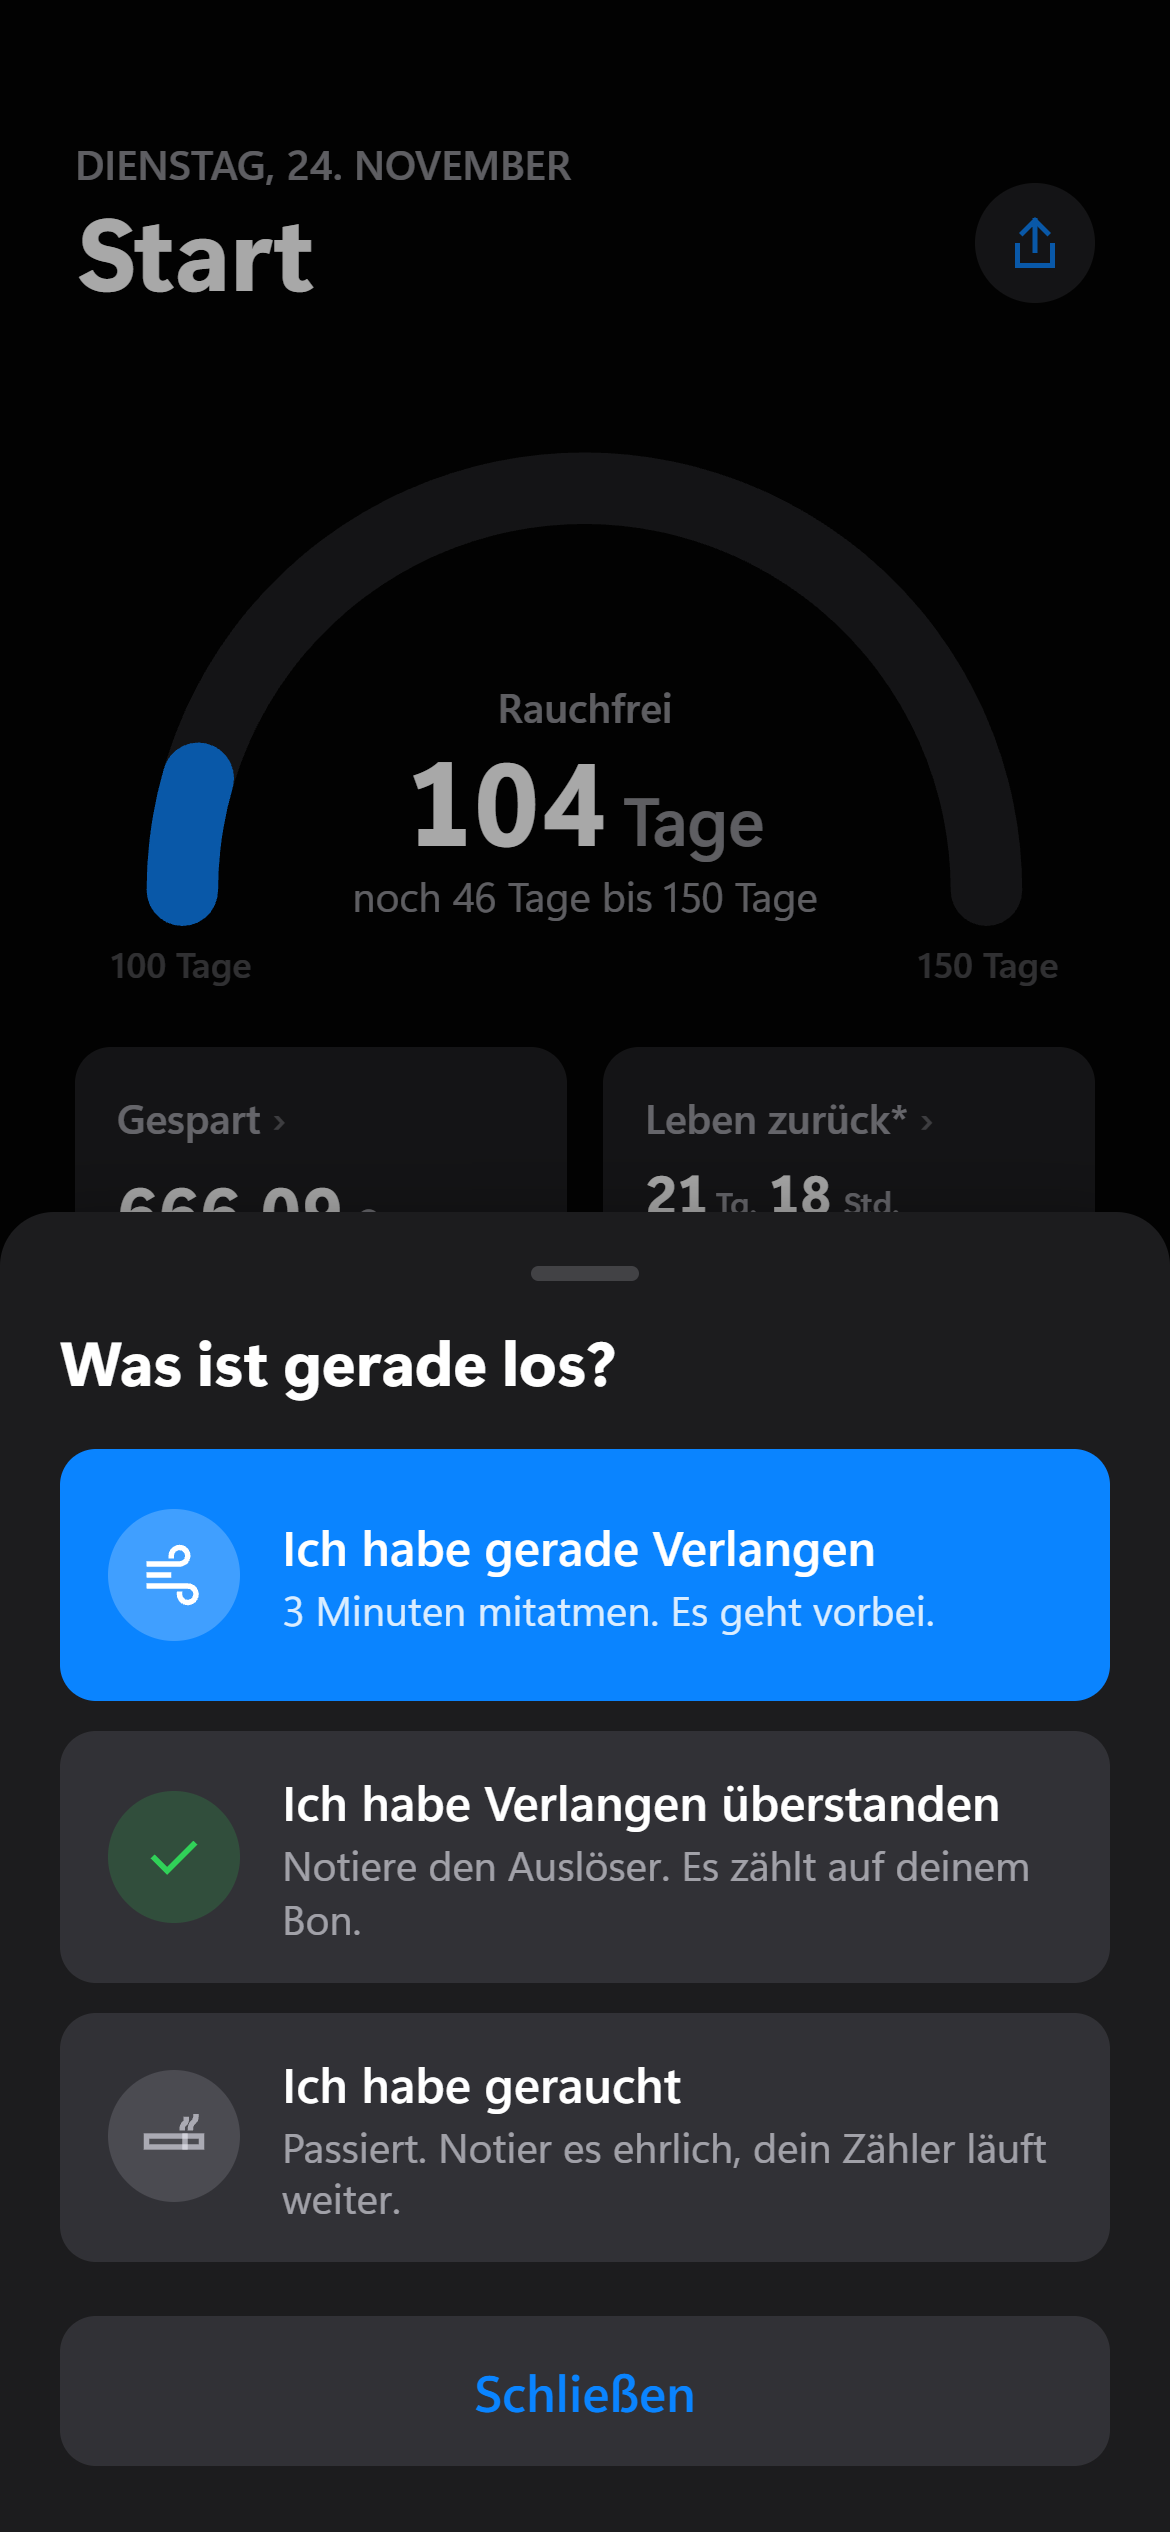 DIENSTAG, 24. NOVEMBER
Start
Rauchfrei
104 Tage
noch 46 Tage bis 150 Tage
100 Tage
150 Tage
Gespart ›
Leben zurück* ›
666,09
21 Tg. 18 Std.
Was ist gerade los?
Ich habe gerade Verlangen
3 Minuten mitatmen. Es geht vorbei.
Ich habe Verlangen überstanden
Notiere den Auslöser. Es zählt auf deinem
Bon.
Ich habe geraucht
Passiert. Notier es ehrlich, dein Zähler läuft
weiter.
Schließen